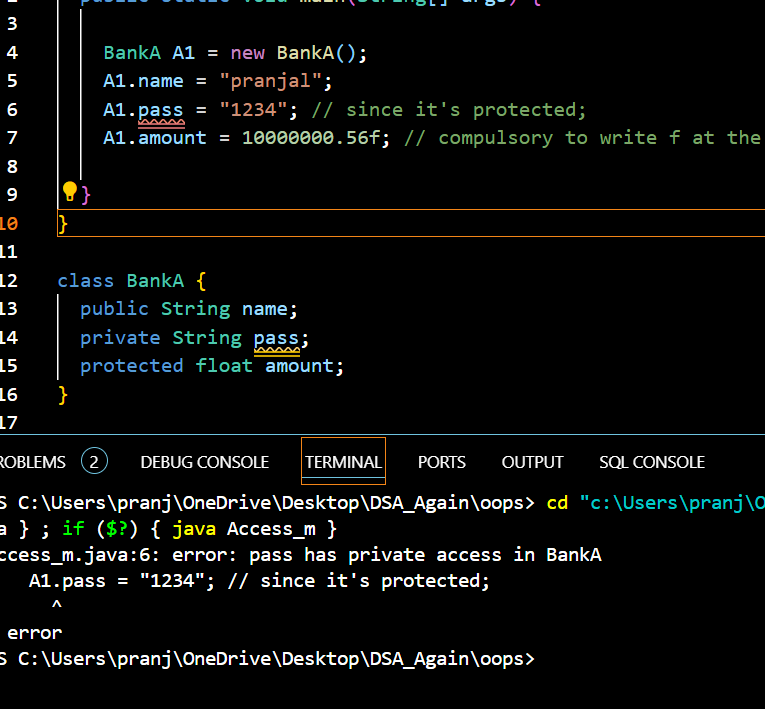 public static void main(String[] args) {
3
4 BankA A1 = new BankA();
5 A1.name = "pranjal";
6 A1.pass = "1234"; // since it's protected;
7 A1.amount = 10000000.56f; // compulsory to write f at the
8
9 }
10 }
11
12 class BankA {
13 public String name;
14 private String pass;
15 protected float amount;
16 }
17
ROBLEMS 2 DEBUG CONSOLE TERMINAL PORTS OUTPUT SQL CONSOLE
S C:\Users\pranj\OneDrive\Desktop\DSA_Again\oops> cd "c:\Users\pranj\O
a } ; if ($?) { java Access_m }
ccess_m.java:6: error: pass has private access in BankA
A1.pass = "1234"; // since it's protected;
^
error
S C:\Users\pranj\OneDrive\Desktop\DSA_Again\oops>